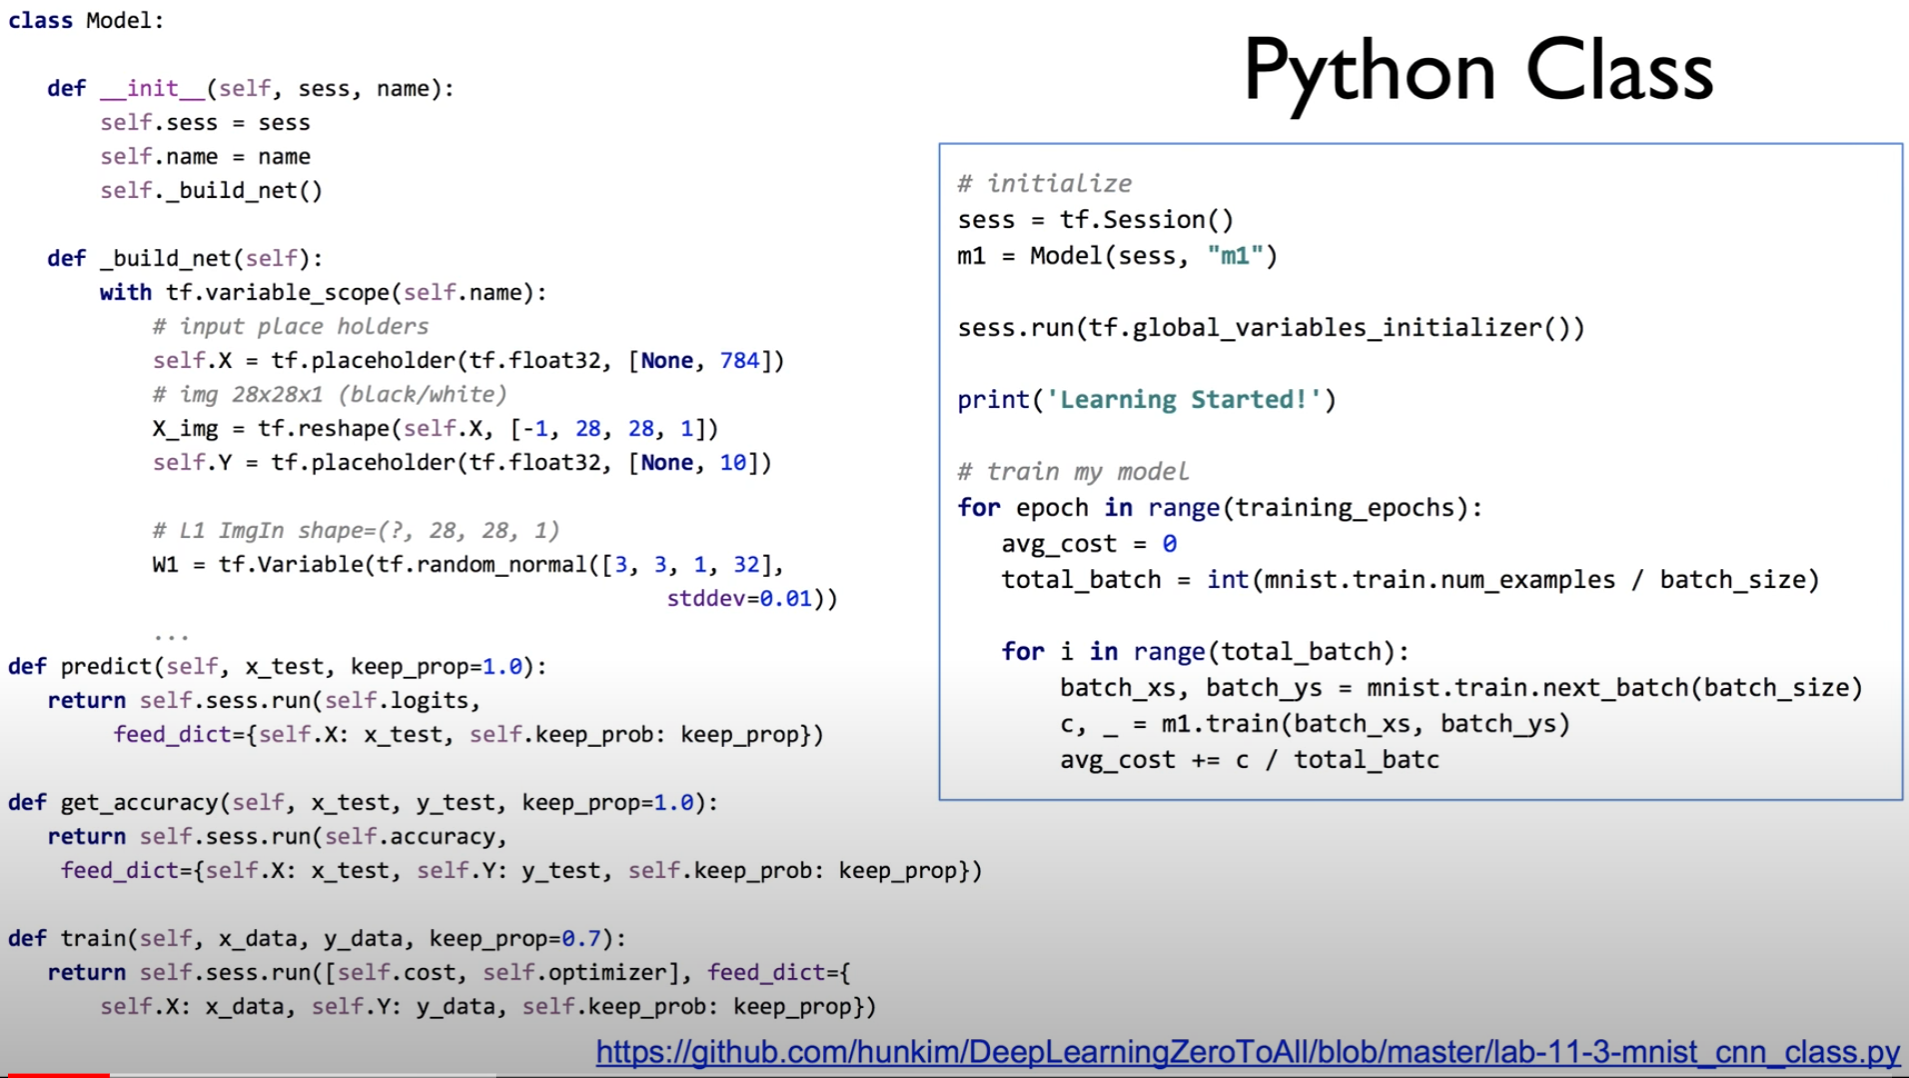 class Model:
def __init__(self, sess, name):
self.sess = sess
self.name = name
self._build_net()
def _build_net(self):
with tf.variable_scope(self.name):
# input place holders
self.X = tf.placeholder(tf.float32, [None, 784])
# img 28x28x1 (black/white)
X_img = tf.reshape(self.X, [-1, 28, 28, 1])
self.Y = tf.placeholder(tf.float32, [None, 10])
# L1 ImgIn shape=(?, 28, 28, 1)
W1 = tf.Variable(tf.random_normal([3, 3, 1, 32],
stddev=0.01))
...
def predict(self, x_test, keep_prop=1.0):
return self.sess.run(self.logits,
feed_dict={self.X: x_test, self.keep_prob: keep_prop})
def get_accuracy(self, x_test, y_test, keep_prop=1.0):
return self.sess.run(self.accuracy,
feed_dict={self.X: x_test, self.Y: y_test, self.keep_prob: keep_prop})
def train(self, x_data, y_data, keep_prop=0.7):
return self.sess.run([self.cost, self.optimizer], feed_dict={
self.X: x_data, self.Y: y_data, self.keep_prob: keep_prop})
Python Class
# initialize
sess = tf.Session()
m1 = Model(sess, "m1")
sess.run(tf.global_variables_initializer())
print('Learning Started!')
# train my model
for epoch in range(training_epochs):
avg_cost = 0
total_batch = int(mnist.train.num_examples / batch_size)
for i in range(total_batch):
batch_xs, batch_ys = mnist.train.next_batch(batch_size)
c, _ = m1.train(batch_xs, batch_ys)
avg_cost += c / total_batc
https://github.com/hunkim/DeepLearningZeroToAll/blob/master/lab-11-3-mnist_cnn_class.py